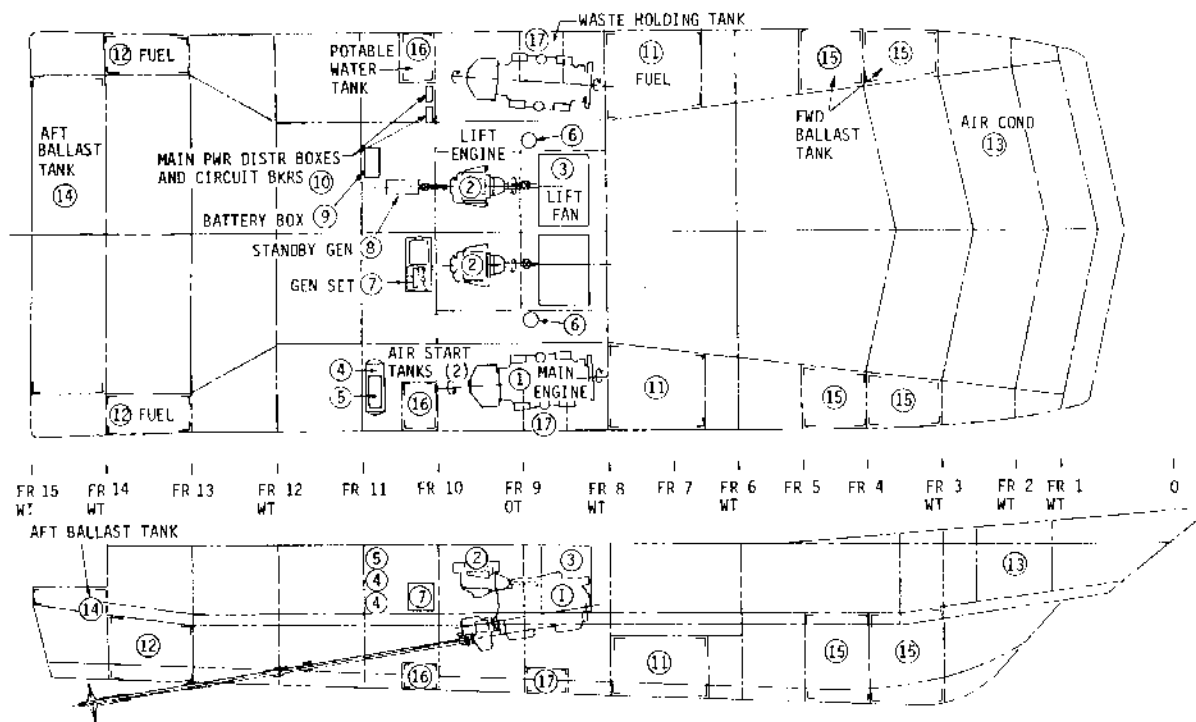 WASTE HOLDING TANK
12 FUEL
POTABLE
WATER
TANK
16
17
11
FUEL
15
15
AFT
BALLAST
TANK
14
MAIN PWR DISTR BOXES
AND CIRCUIT BKRS 10
LIFT
ENGINE
6
3
LIFT
FAN
2
FWD
BALLAST
TANK
AIR COND
13
BATTERY BOX 9
STANDBY GEN 8
GEN SET 7
2
6
4
5
AIR START
TANKS (2)
16
1
MAIN
ENGINE
17
11
15
15
12 FUEL
FR 15
WT
FR 14
WT
FR 13
FR 12
WT
FR 11
FR 10
FR 9
OT
FR 8
WT
FR 7
FR 6
WT
FR 5
FR 4
FR 3
WT
FR 2
WT
FR 1
WT
0
AFT BALLAST TANK
14
12
5
4
4
7
2
3
1
13
16
17
11
15
15